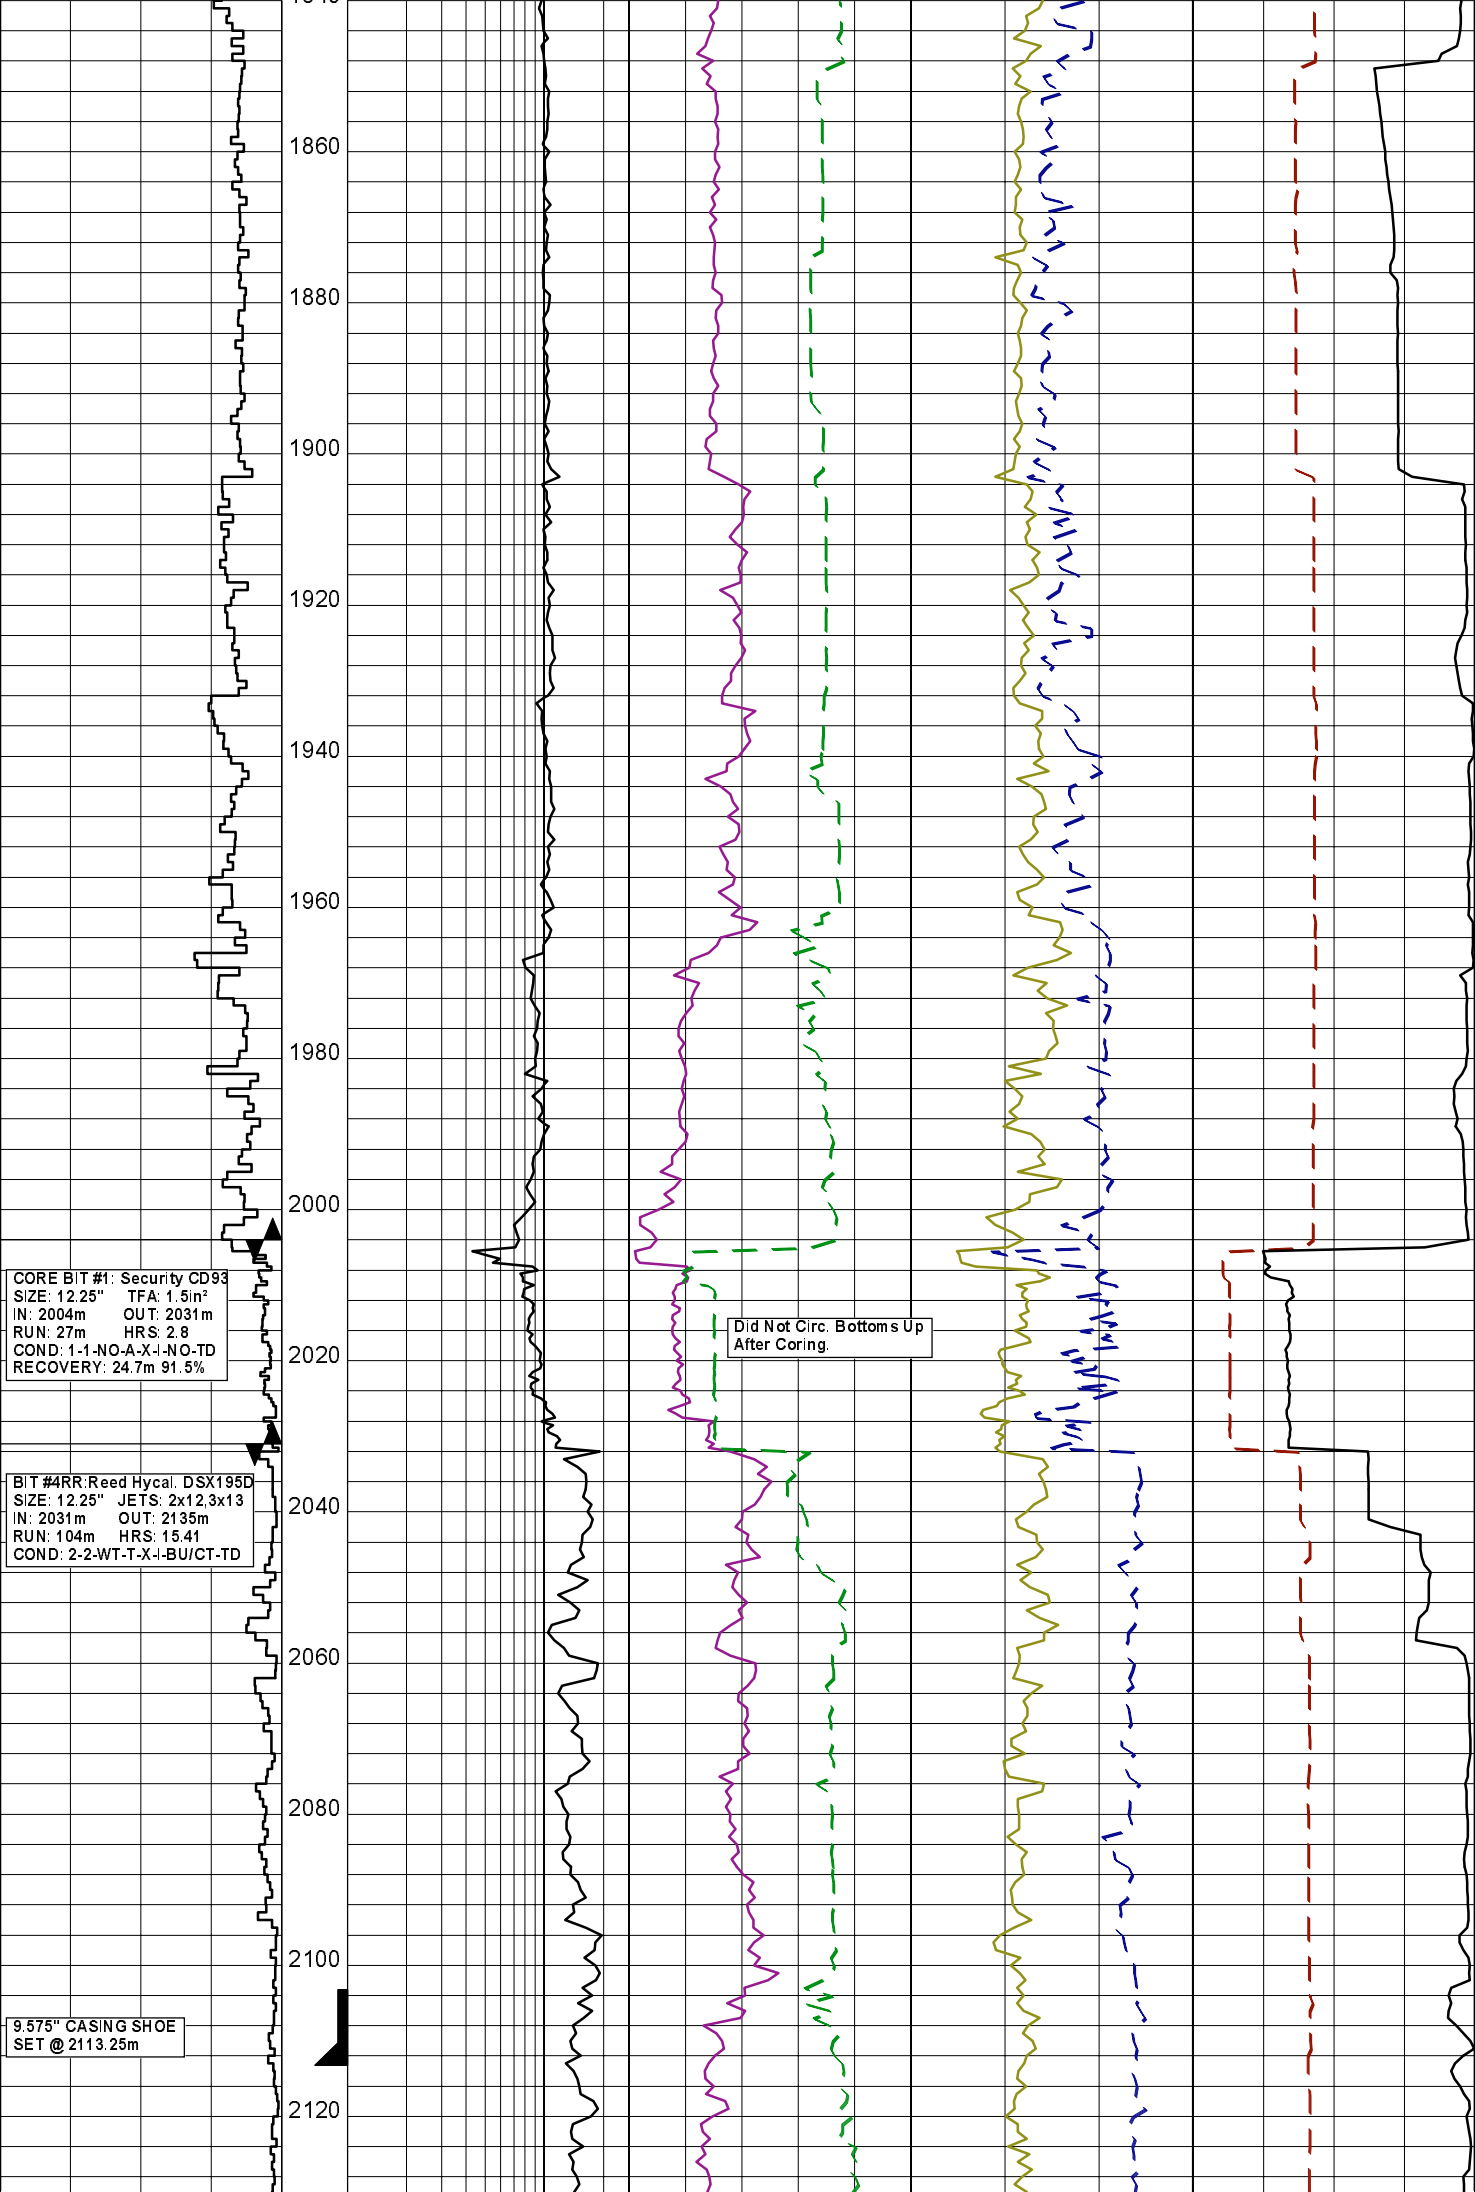 1860
1880
1900
1920
1940
1960
1980
2000
CORE BIT #1: Security CD93
SIZE: 12.25" TFA: 1.5in²
IN: 2004m OUT: 2031m
RUN: 27m HRS: 2.8
COND: 1-1-NO-A-X-I-NO-TD
RECOVERY: 24.7m 91.5%
Did Not Circ. Bottoms Up
After Coring.
2020
BIT #4RR:Reed Hycal. DSX195D
SIZE: 12.25" JETS: 2x12,3x13
IN: 2031m OUT: 2135m
RUN: 104m HRS: 15.41
COND: 2-2-WT-T-X-I-BU/CT-TD
2040
2060
2080
2100
9.575" CASING SHOE
SET @ 2113.25m
2120